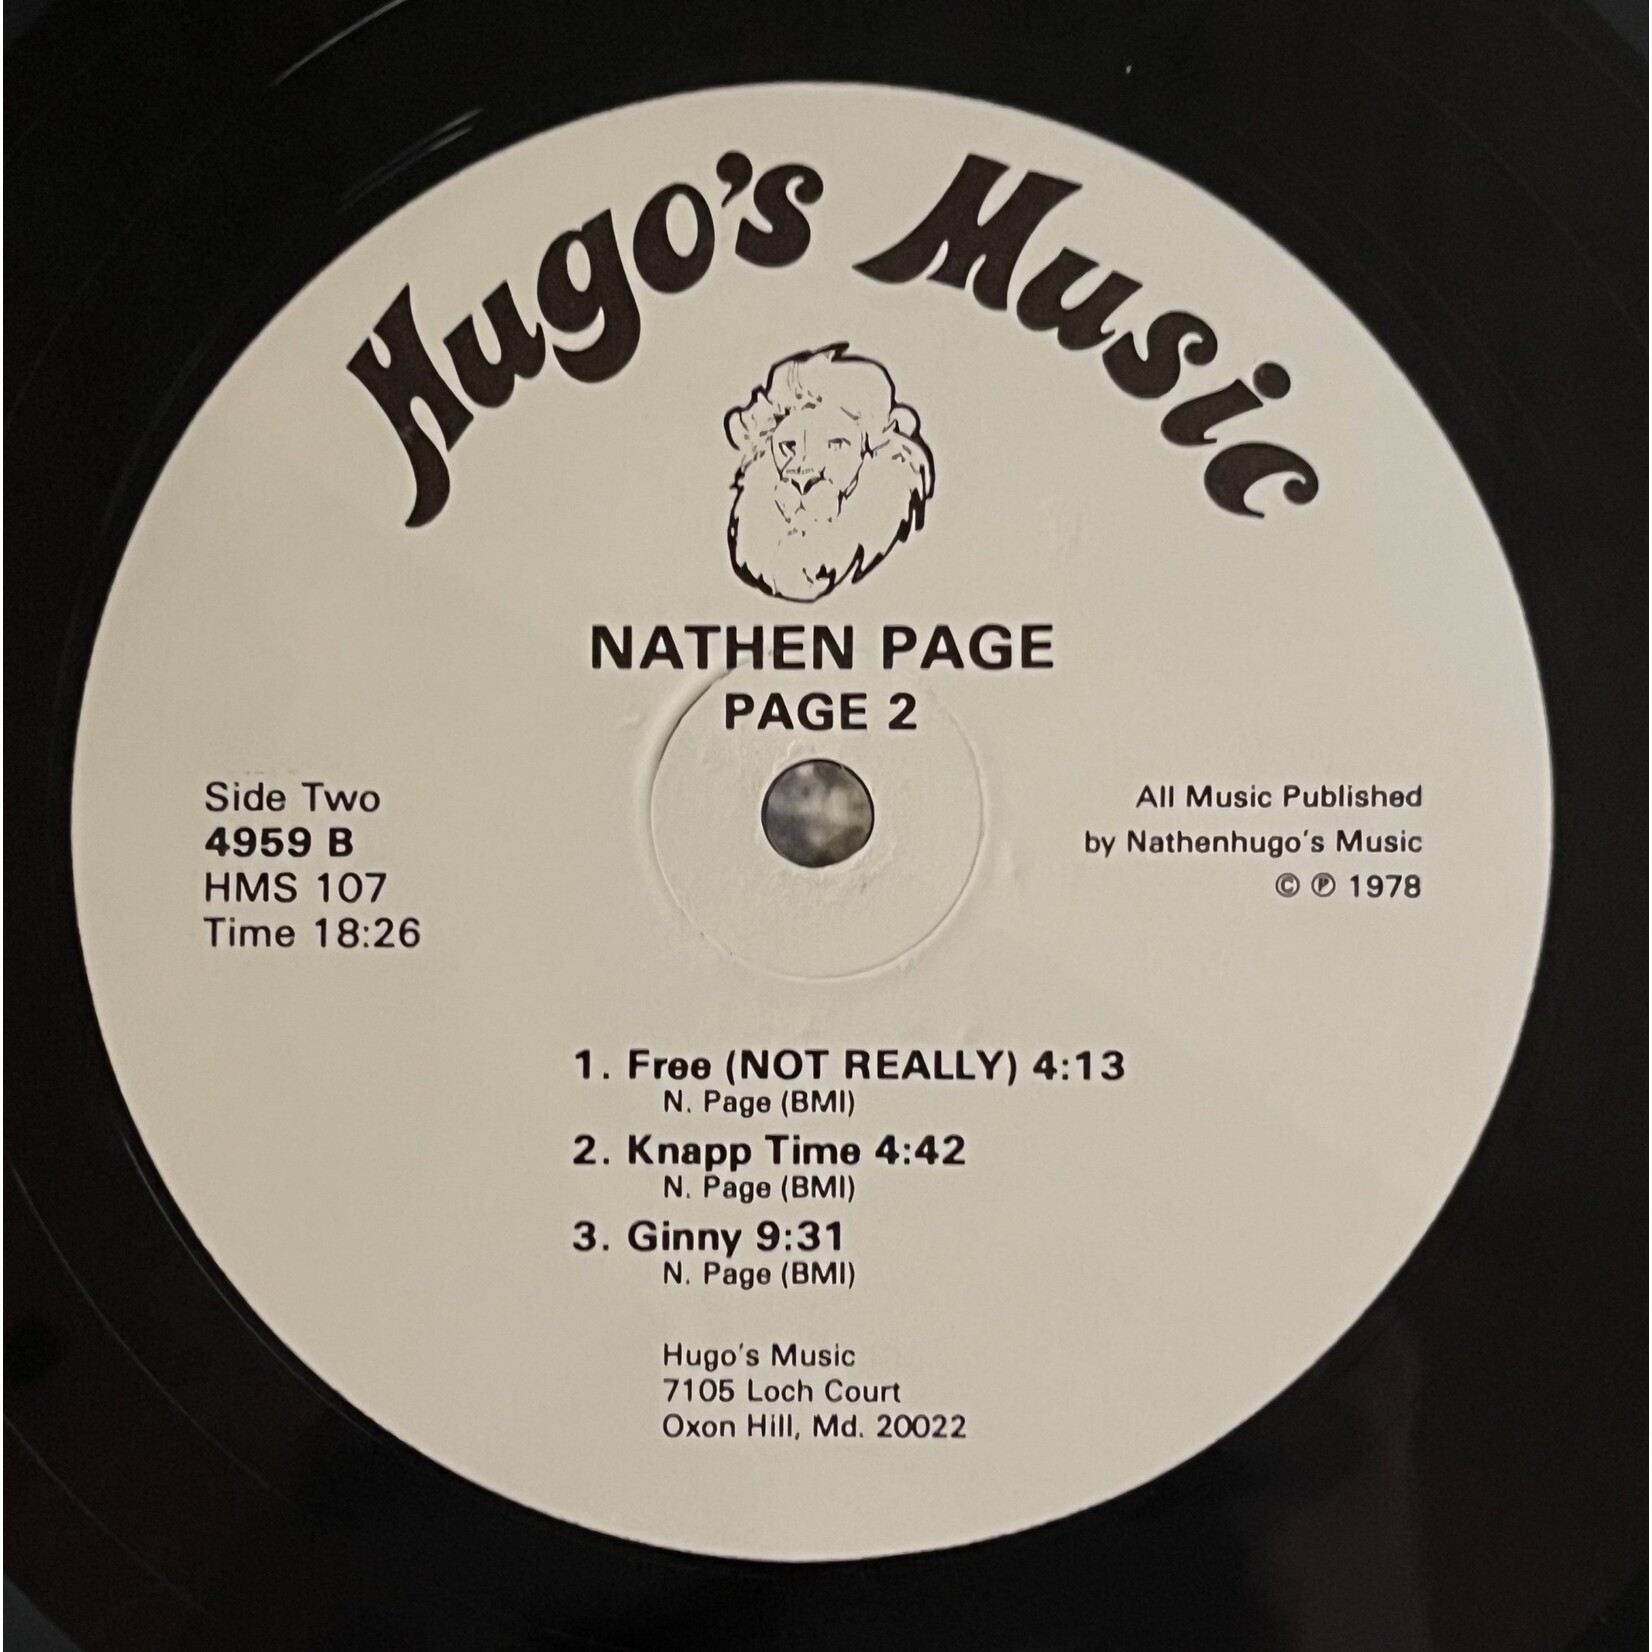 Hugo's Music
NATHEN PAGE
PAGE 2
Side Two
4959 B
HMS 107
Time 18:26
All Music Published
by Nathenhugo's Music
© ℗ 1978
1. Free (NOT REALLY) 4:13
N. Page (BMI)
2. Knapp Time 4:42
N. Page (BMI)
3. Ginny 9:31
N. Page (BMI)
Hugo's Music
7105 Loch Court
Oxon Hill, Md. 20022